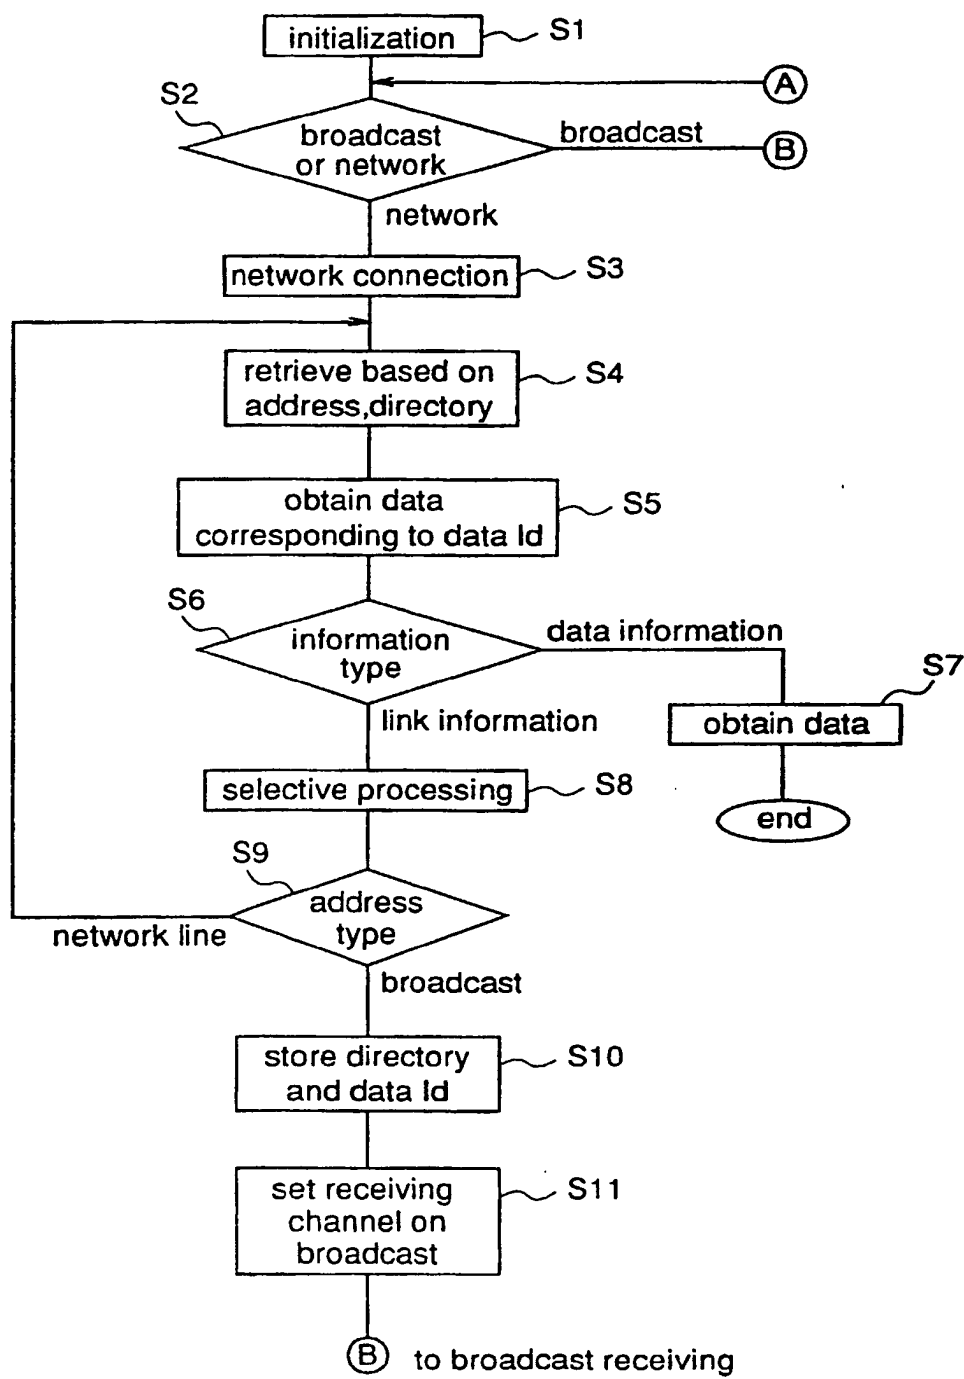 initialization
S1
A
S2
broadcast
or network
broadcast
B
network
network connection
S3
retrieve based on
address,directory
S4
obtain data
corresponding to data Id
S5
S6
information
type
data information
S7
link information
obtain data
selective processing
S8
end
S9
address
type
network line
broadcast
store directory
and data Id
S10
set receiving
channel on
broadcast
S11
B
to broadcast receiving